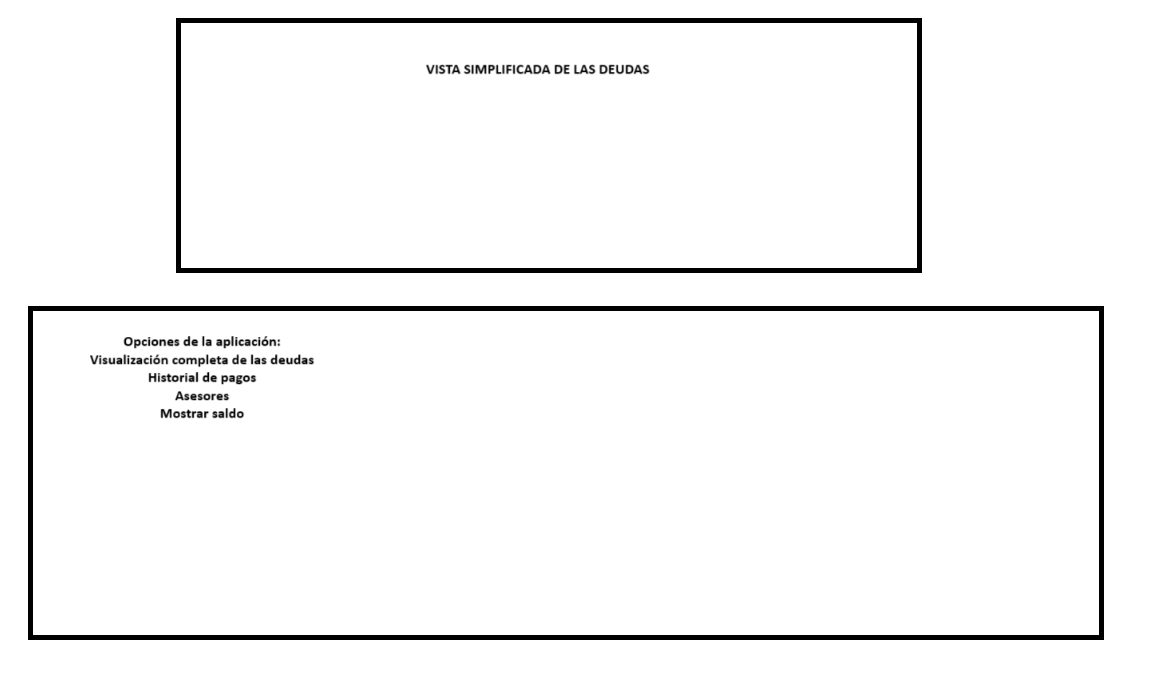 VISTA SIMPLIFICADA DE LAS DEUDAS
Opciones de la aplicación:
Visualización completa de las deudas
Historial de pagos
Asesores
Mostrar saldo